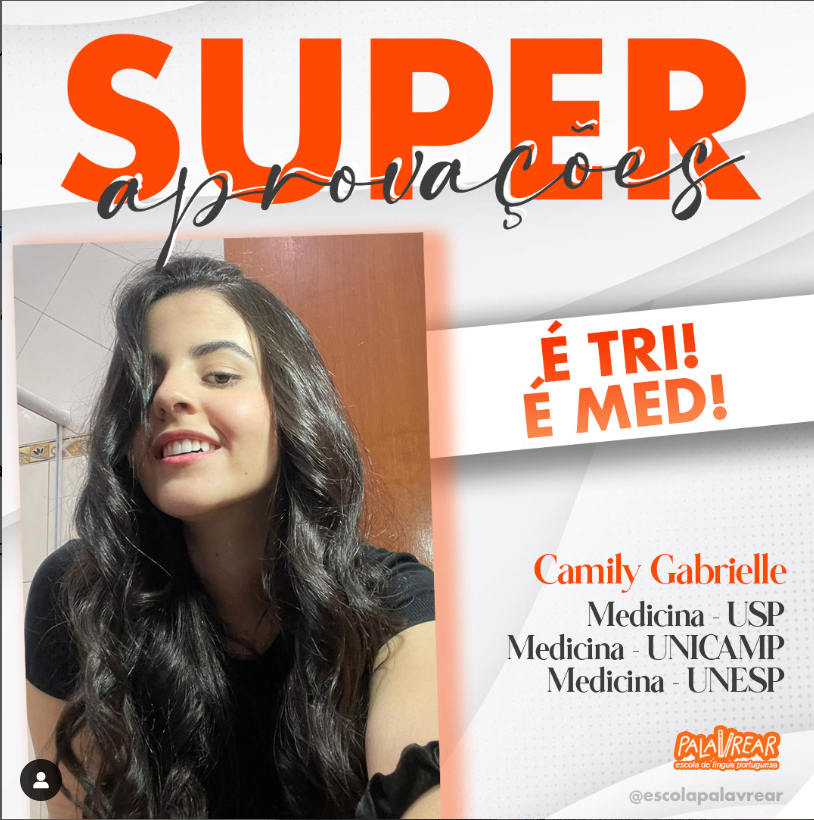 SUPER
aprovações
É TRI!
É MED!
Camily Gabrielle
Medicina - USP
Medicina - UNICAMP
Medicina - UNESP
PALAVREAR
escola de língua portuguesa
@escolapalavrear